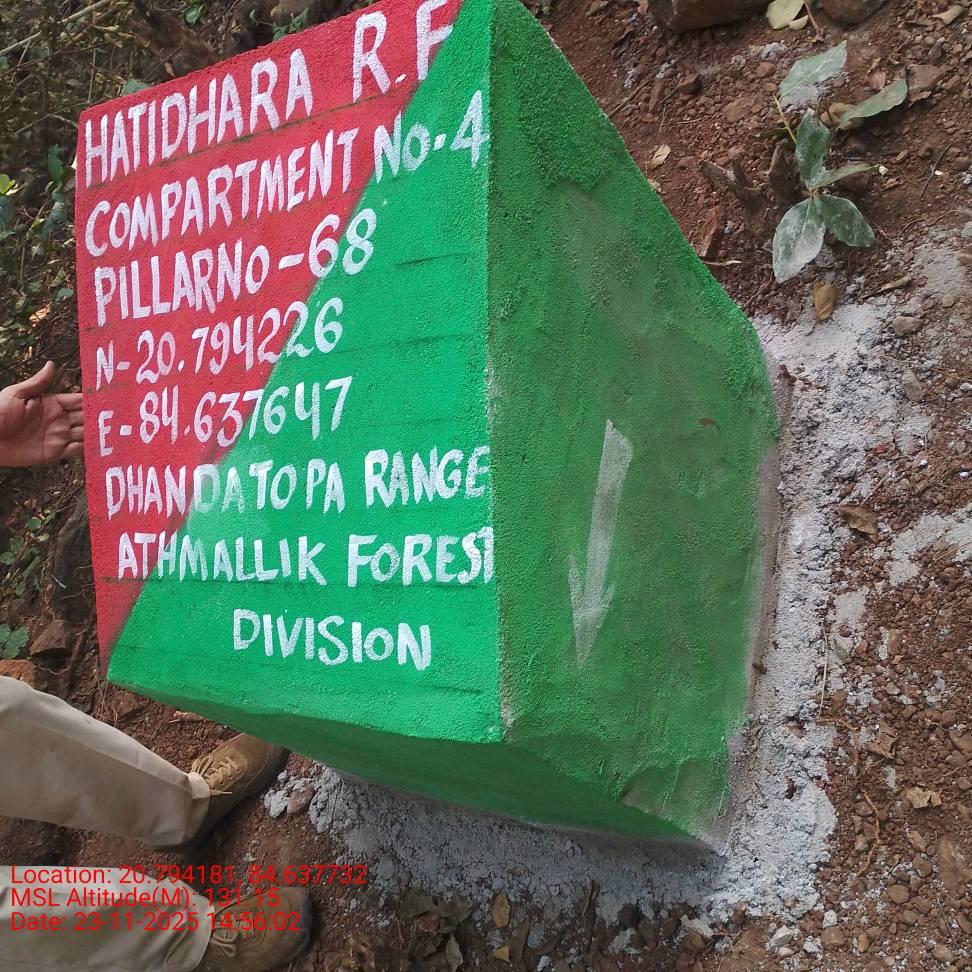 HATIDHARA R.F
COMPARTMENT No-4
PILLARNo-68
N-20.794226
E-84.637647
DHANDATOPA RANGE
ATHMALLIK FOREST
DIVISION
Location: 20.794181, 84.637732
MSL Altitude(M): 131.15
Date: 23-11-2025 14:56:02